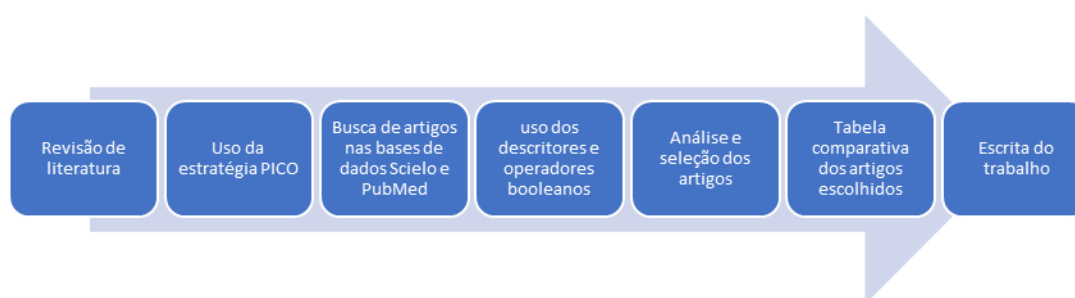 Revisão de
literatura
Uso da
estratégia PICO
Busca de artigos
nas bases de
dados Scielo e
PubMed
uso dos
descritores e
operadores
booleanos
Análise e
seleção dos
artigos
Tabela
comparativa
dos artigos
escolhidos
Escrita do
trabalho